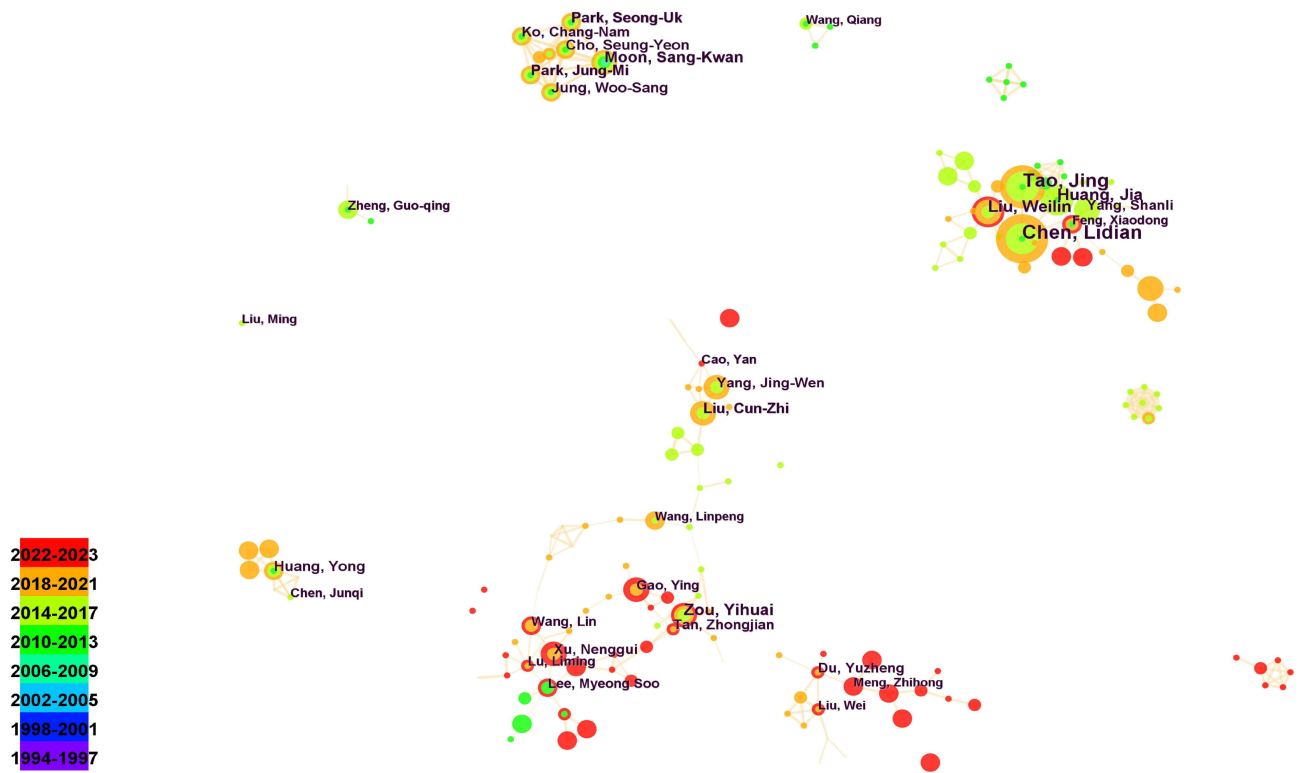 Park, Seong-Uk
Wang, Qiang
Ko, Chang-Nam
Cho, Seung-Yeon
Moon, Sang-Kwan
Park, Jung-Mi
Jung, Woo-Sang
Tao, Jing
Huang, Jia
Zheng, Guo-qing
Liu, Weilin
Yang, Shanli
Feng, Xiaodong
Chen, Lidian
Liu, Ming
Cao, Yan
Yang, Jing-Wen
Liu, Cun-Zhi
Wang, Linpeng
2022-2023
2018-2021
2014-2017
2010-2013
2006-2009
2002-2005
1998-2001
1994-1997
Huang, Yong
Chen, Junqi
Gao, Ying
Zou, Yihuai
Wang, Lin
Tan, Zhongjian
Xu, Nenggui
Lu, Liming
Lee, Myeong Soo
Du, Yuzheng
Meng, Zhihong
Liu, Wei